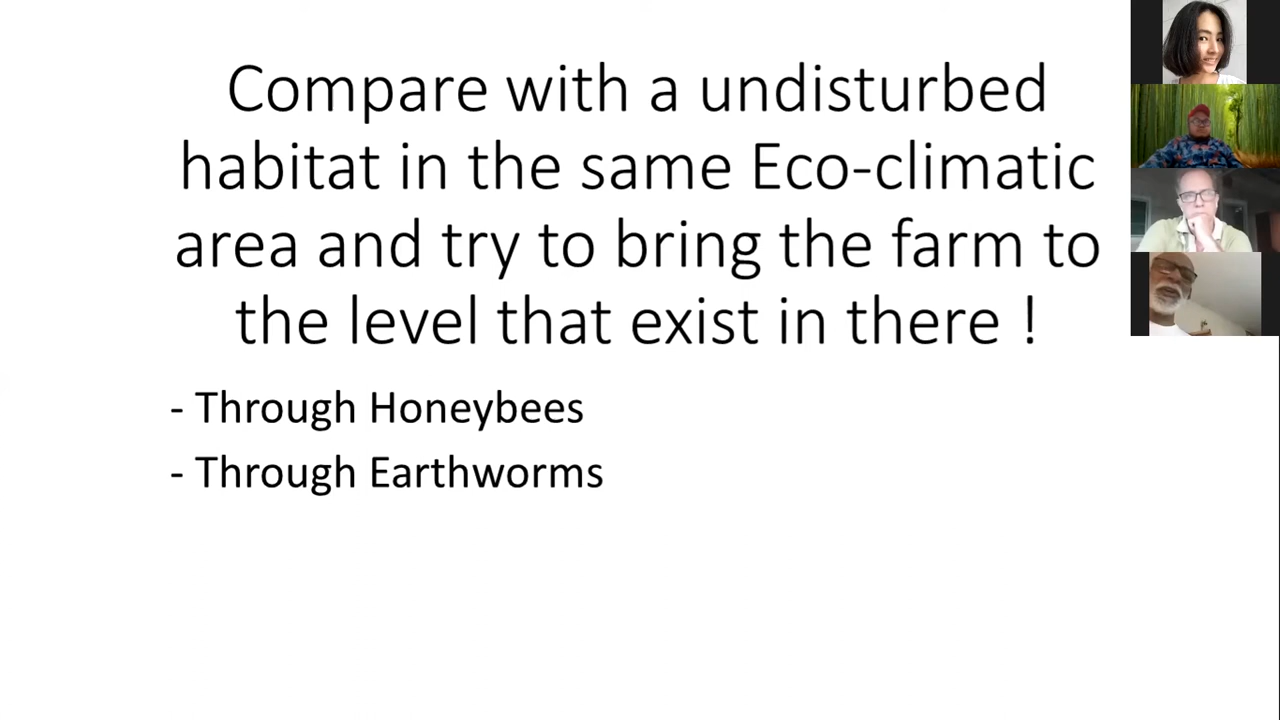 Compare with a undisturbed
habitat in the same Eco-climatic
area and try to bring the farm to
the level that exist in there !
- Through Honeybees
- Through Earthworms